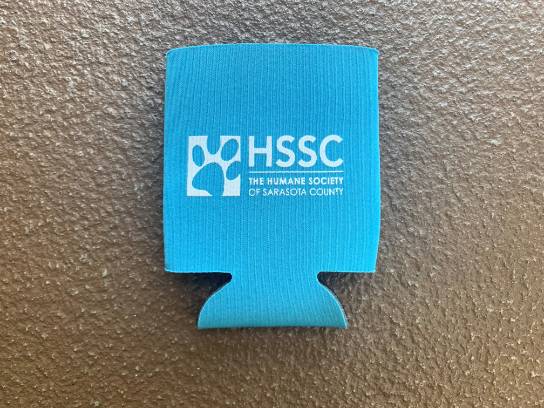 HSSC
THE HUMANE SOCIETY
OF SARASOTA COUNTY